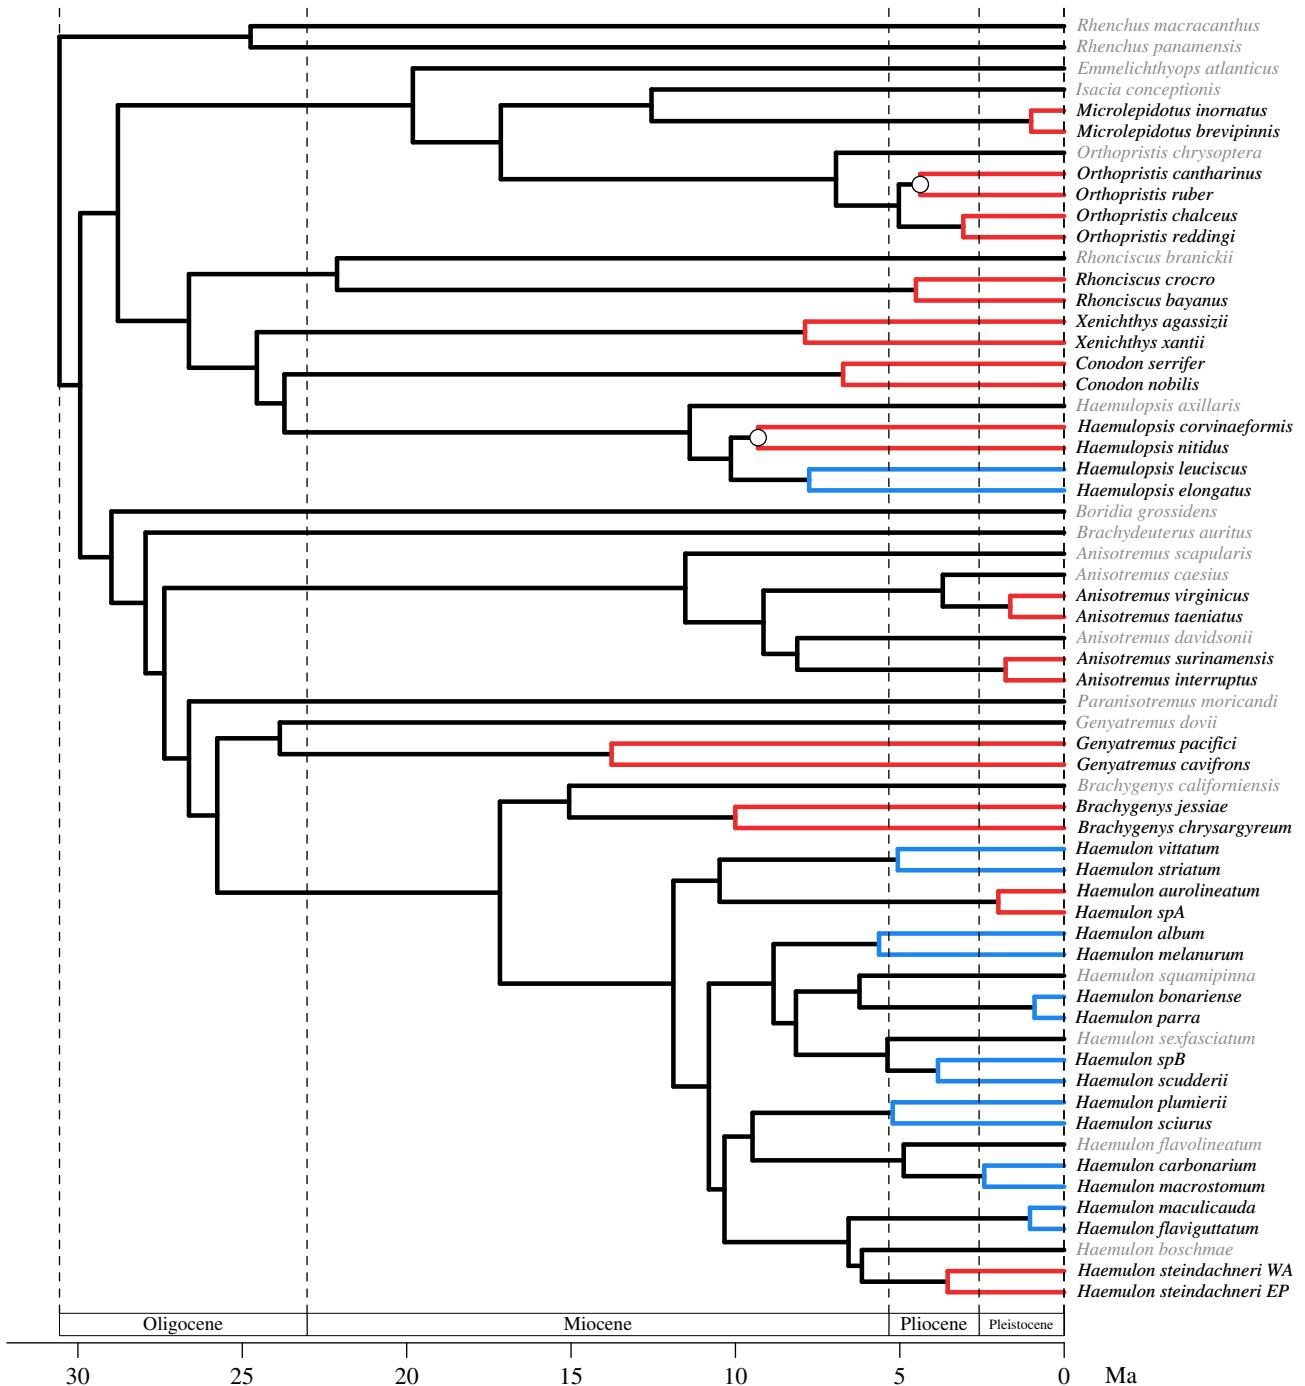 Rhenchus macracanthus
Rhenchus panamensis
Emmelichthyops atlanticus
Isacia conceptionis
Microlepidotus inornatus
Microlepidotus brevipinnis
Orthopristis chrysoptera
Orthopristis cantharinus
Orthopristis ruber
Orthopristis chalceus
Orthopristis reddingi
Rhonciscus branickii
Rhonciscus crocro
Rhonciscus bayanus
Xenichthys agassizii
Xenichthys xantii
Conodon serrifer
Conodon nobilis
Haemulopsis axillaris
Haemulopsis corvinaeformis
Haemulopsis nitidus
Haemulopsis leuciscus
Haemulopsis elongatus
Boridia grossidens
Brachydeuterus auritus
Anisotremus scapularis
Anisotremus caesius
Anisotremus virginicus
Anisotremus taeniatus
Anisotremus davidsonii
Anisotremus surinamensis
Anisotremus interruptus
Paranisotremus moricandi
Genyatremus dovii
Genyatremus pacifici
Genyatremus cavifrons
Brachygenys californiensis
Brachygenys jessiae
Brachygenys chrysargyreum
Haemulon vittatum
Haemulon striatum
Haemulon aurolineatum
Haemulon spA
Haemulon album
Haemulon melanurum
Haemulon squamipinna
Haemulon bonariense
Haemulon parra
Haemulon sexfasciatum
Haemulon spB
Haemulon scudderii
Haemulon plumierii
Haemulon sciurus
Haemulon flavolineatum
Haemulon carbonarium
Haemulon macrostomum
Haemulon maculicauda
Haemulon flaviguttatum
Haemulon boschmae
Haemulon steindachneri WA
Haemulon steindachneri EP
Oligocene Miocene Pliocene Pleistocene
30 25 20 15 10 5 0 Ma